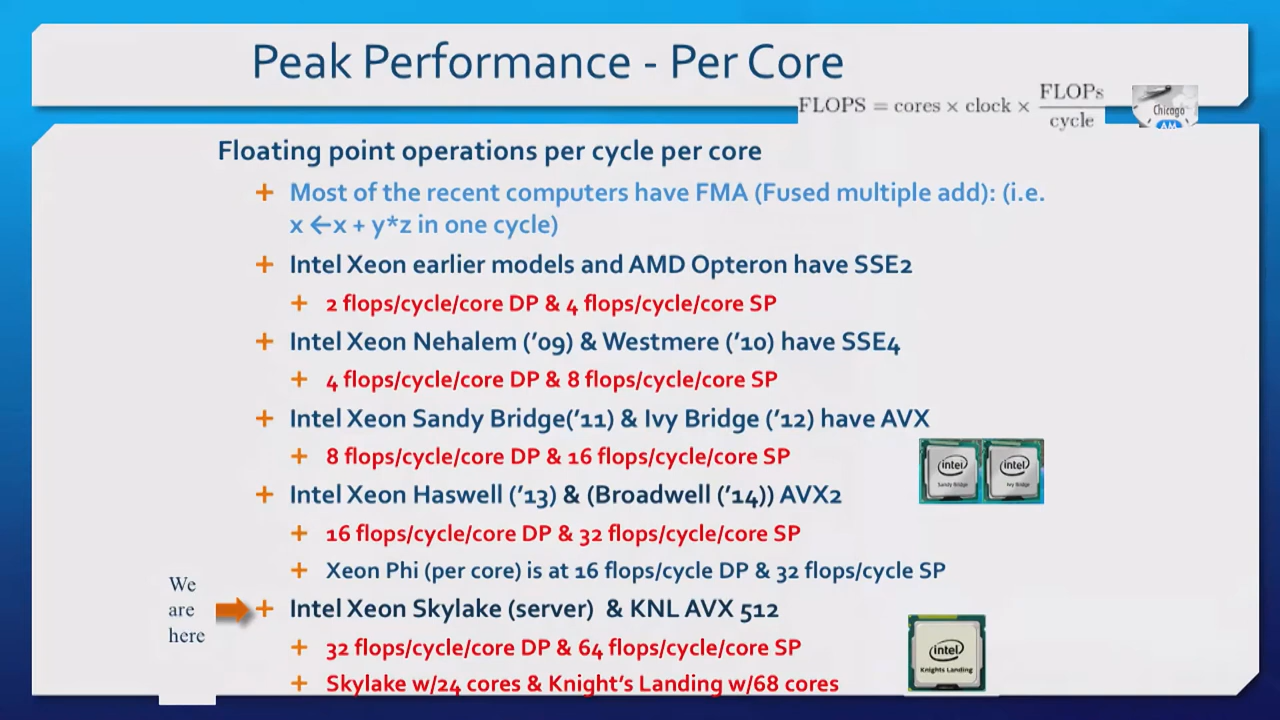 Peak Performance - Per Core
FLOPS = cores × clock × FLOPs
cycle
Chicago
AM
Floating point operations per cycle per core
+ Most of the recent computers have FMA (Fused multiple add): (i.e.
x ←x + y*z in one cycle)
+ Intel Xeon earlier models and AMD Opteron have SSE2
+ 2 flops/cycle/core DP & 4 flops/cycle/core SP
+ Intel Xeon Nehalem ('09) & Westmere ('10) have SSE4
+ 4 flops/cycle/core DP & 8 flops/cycle/core SP
+ Intel Xeon Sandy Bridge('11) & Ivy Bridge ('12) have AVX
+ 8 flops/cycle/core DP & 16 flops/cycle/core SP
intel
Sandy Bridge
intel
Ivy Bridge
+ Intel Xeon Haswell ('13) & (Broadwell ('14)) AVX2
+ 16 flops/cycle/core DP & 32 flops/cycle/core SP
+ Xeon Phi (per core) is at 16 flops/cycle DP & 32 flops/cycle SP
We
are
here
+ Intel Xeon Skylake (server) & KNL AVX 512
+ 32 flops/cycle/core DP & 64 flops/cycle/core SP
+ Skylake w/24 cores & Knight's Landing w/68 cores
intel
Knights Landing